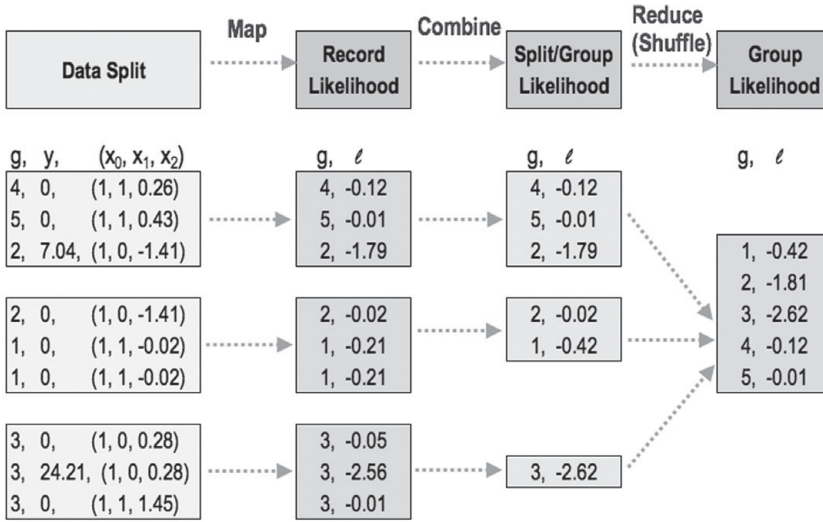 Map
Combine
Reduce
(Shuffle)
Data Split
Record
Likelihood
Split/Group
Likelihood
Group
Likelihood
g, y, (x₀, x₁, x₂)
4, 0, (1, 1, 0.26)
5, 0, (1, 1, 0.43)
2, 7.04, (1, 0, -1.41)
2, 0, (1, 0, -1.41)
1, 0, (1, 1, -0.02)
1, 0, (1, 1, -0.02)
3, 0, (1, 0, 0.28)
3, 24.21, (1, 0, 0.28)
3, 0, (1, 1, 1.45)
g, ℓ
4, -0.12
5, -0.01
2, -1.79
2, -0.02
1, -0.21
1, -0.21
3, -0.05
3, -2.56
3, -0.01
g, ℓ
4, -0.12
5, -0.01
2, -1.79
2, -0.02
1, -0.42
3, -2.62
g, ℓ
1, -0.42
2, -1.81
3, -2.62
4, -0.12
5, -0.01